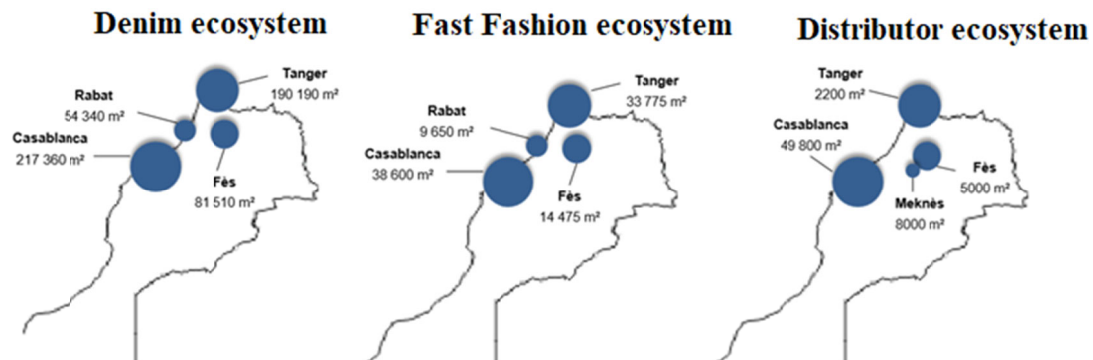 Denim ecosystem
Tanger
190 190 m²
Rabat
54 340 m²
Casablanca
217 360 m²
Fès
81 510 m²
Fast Fashion ecosystem
Tanger
33 775 m²
Rabat
9 650 m²
Casablanca
38 600 m²
Fès
14 475 m²
Distributor ecosystem
Tanger
2200 m²
Casablanca
49 800 m²
Fès
5000 m²
Meknès
8000 m²